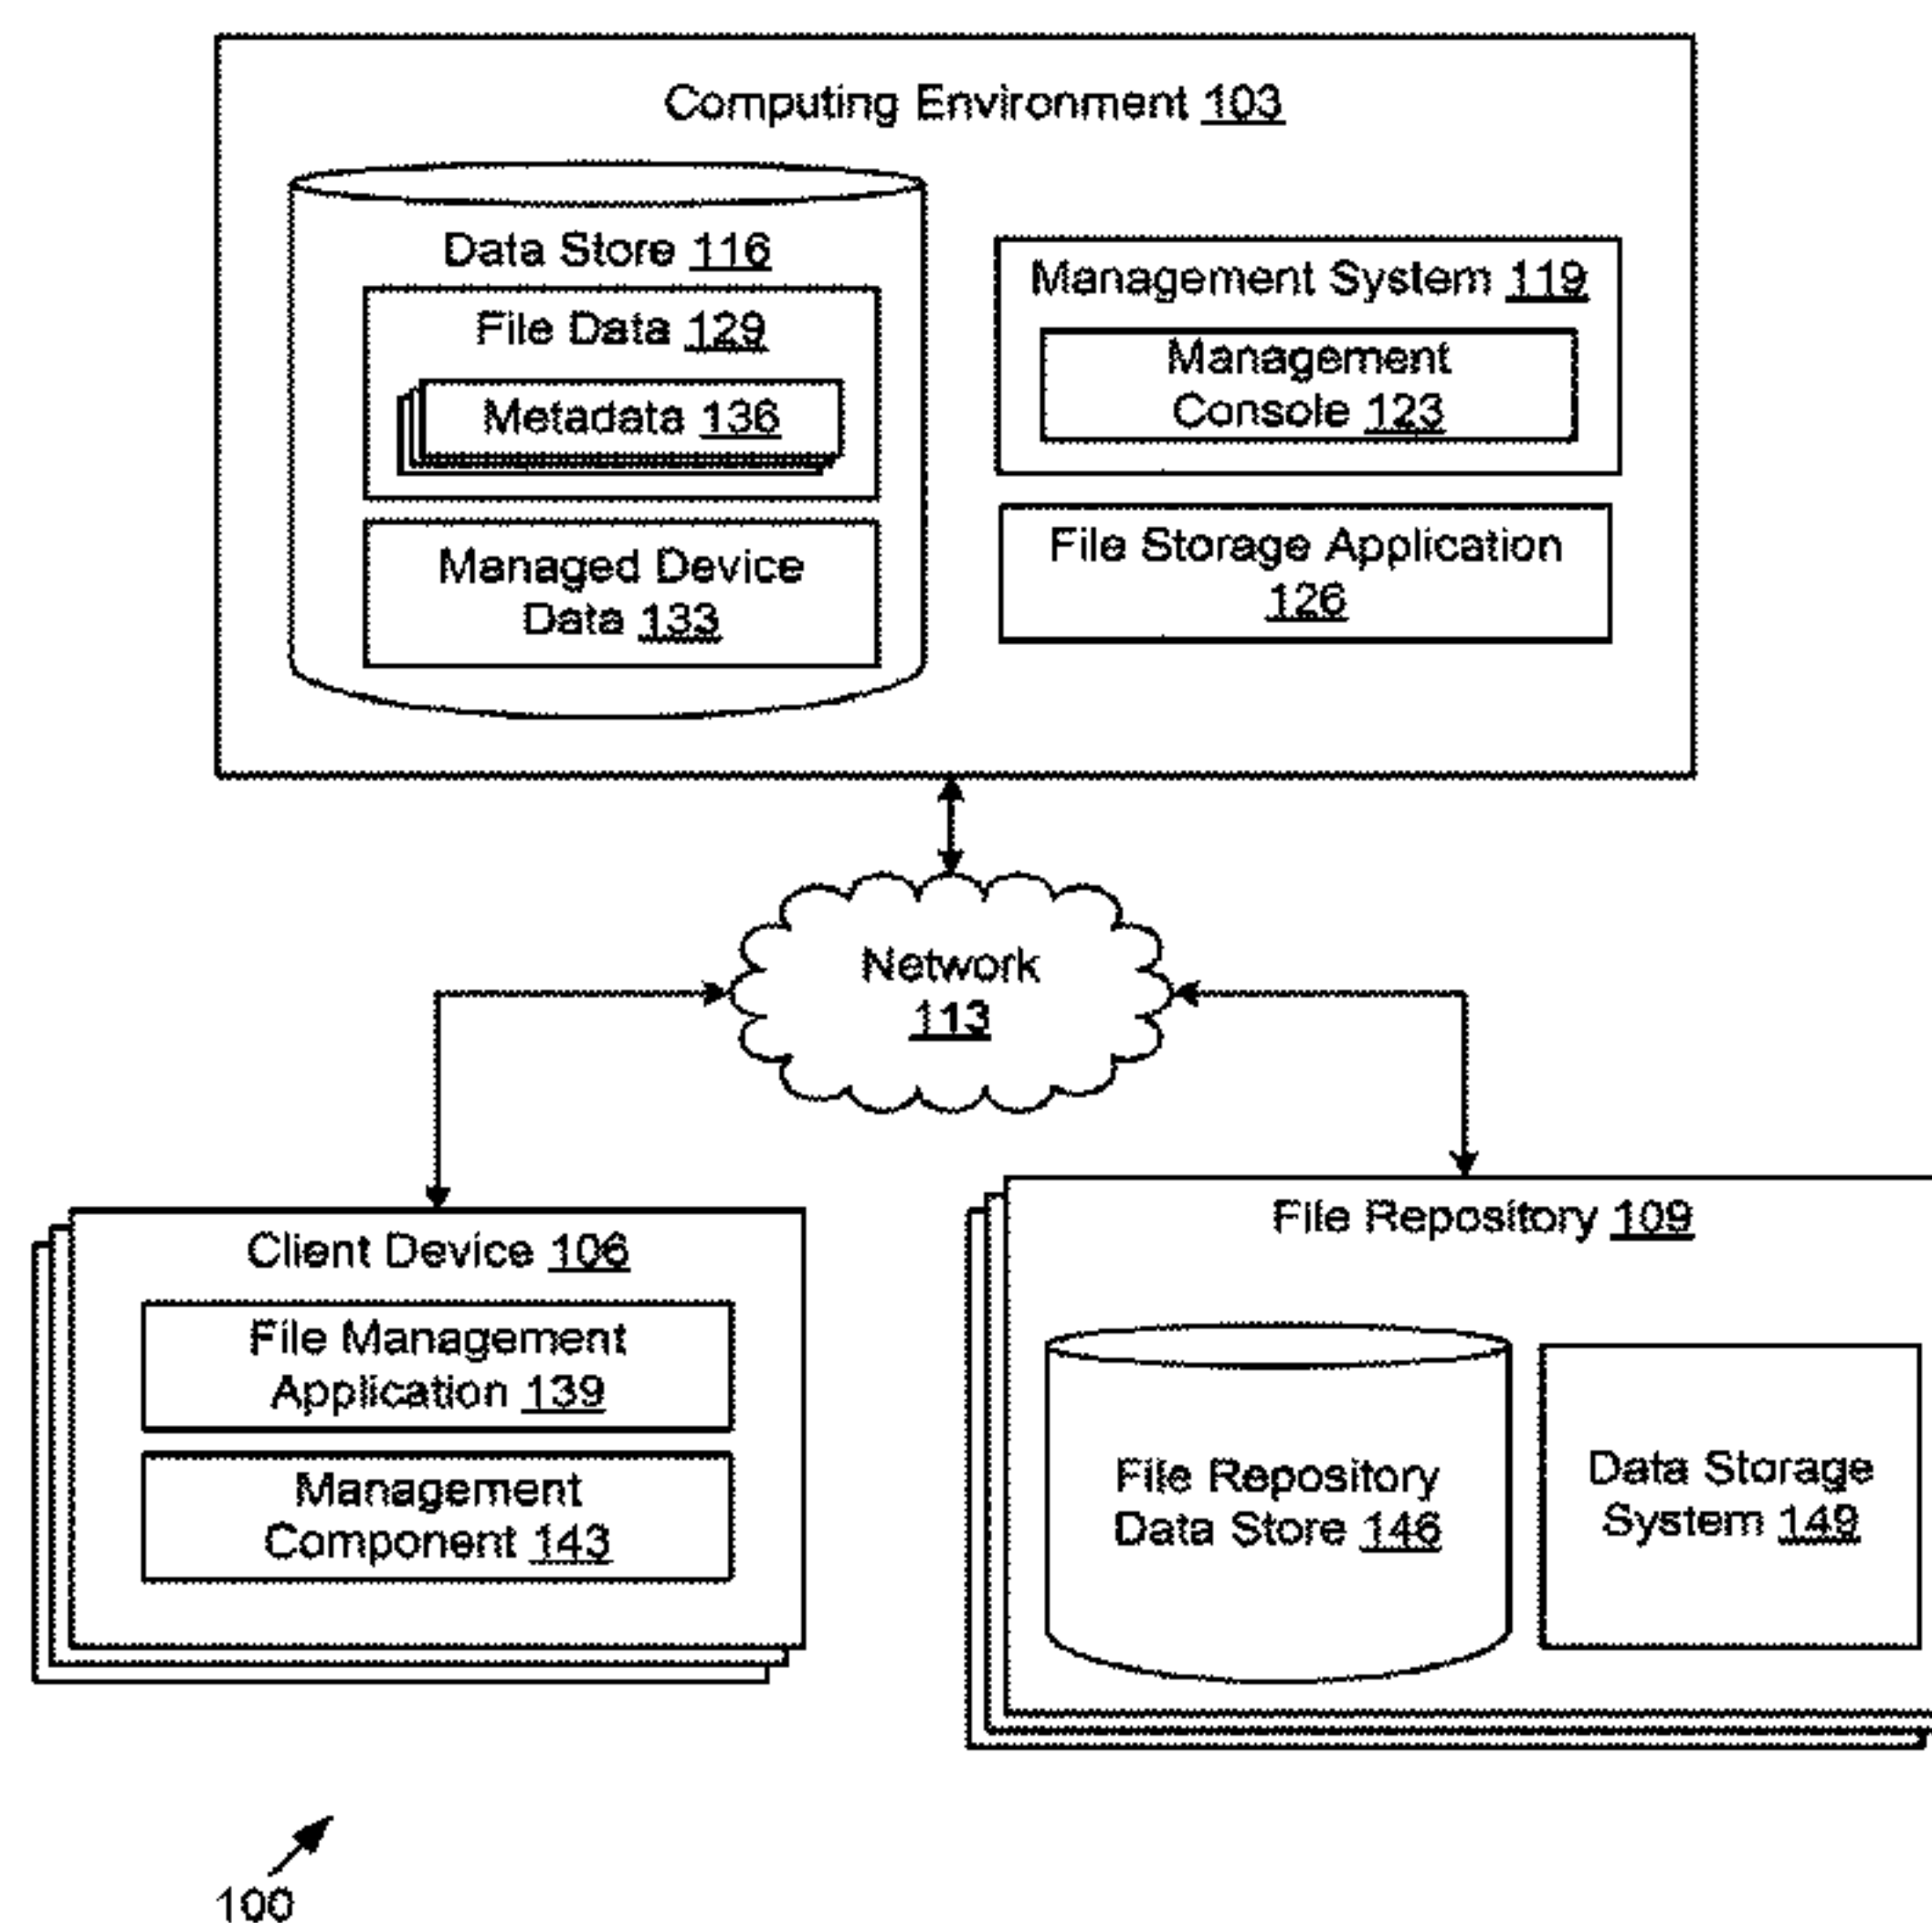 Computing Environment 103
Data Store 116
File Data 129
Metadata 136
Managed Device
Data 133
Management System 119
Management
Console 123
File Storage Application
126
Network
113
Client Device 106
File Management
Application 139
Management
Component 143
File Repository 109
File Repository
Data Store 146
Data Storage
System 149
100